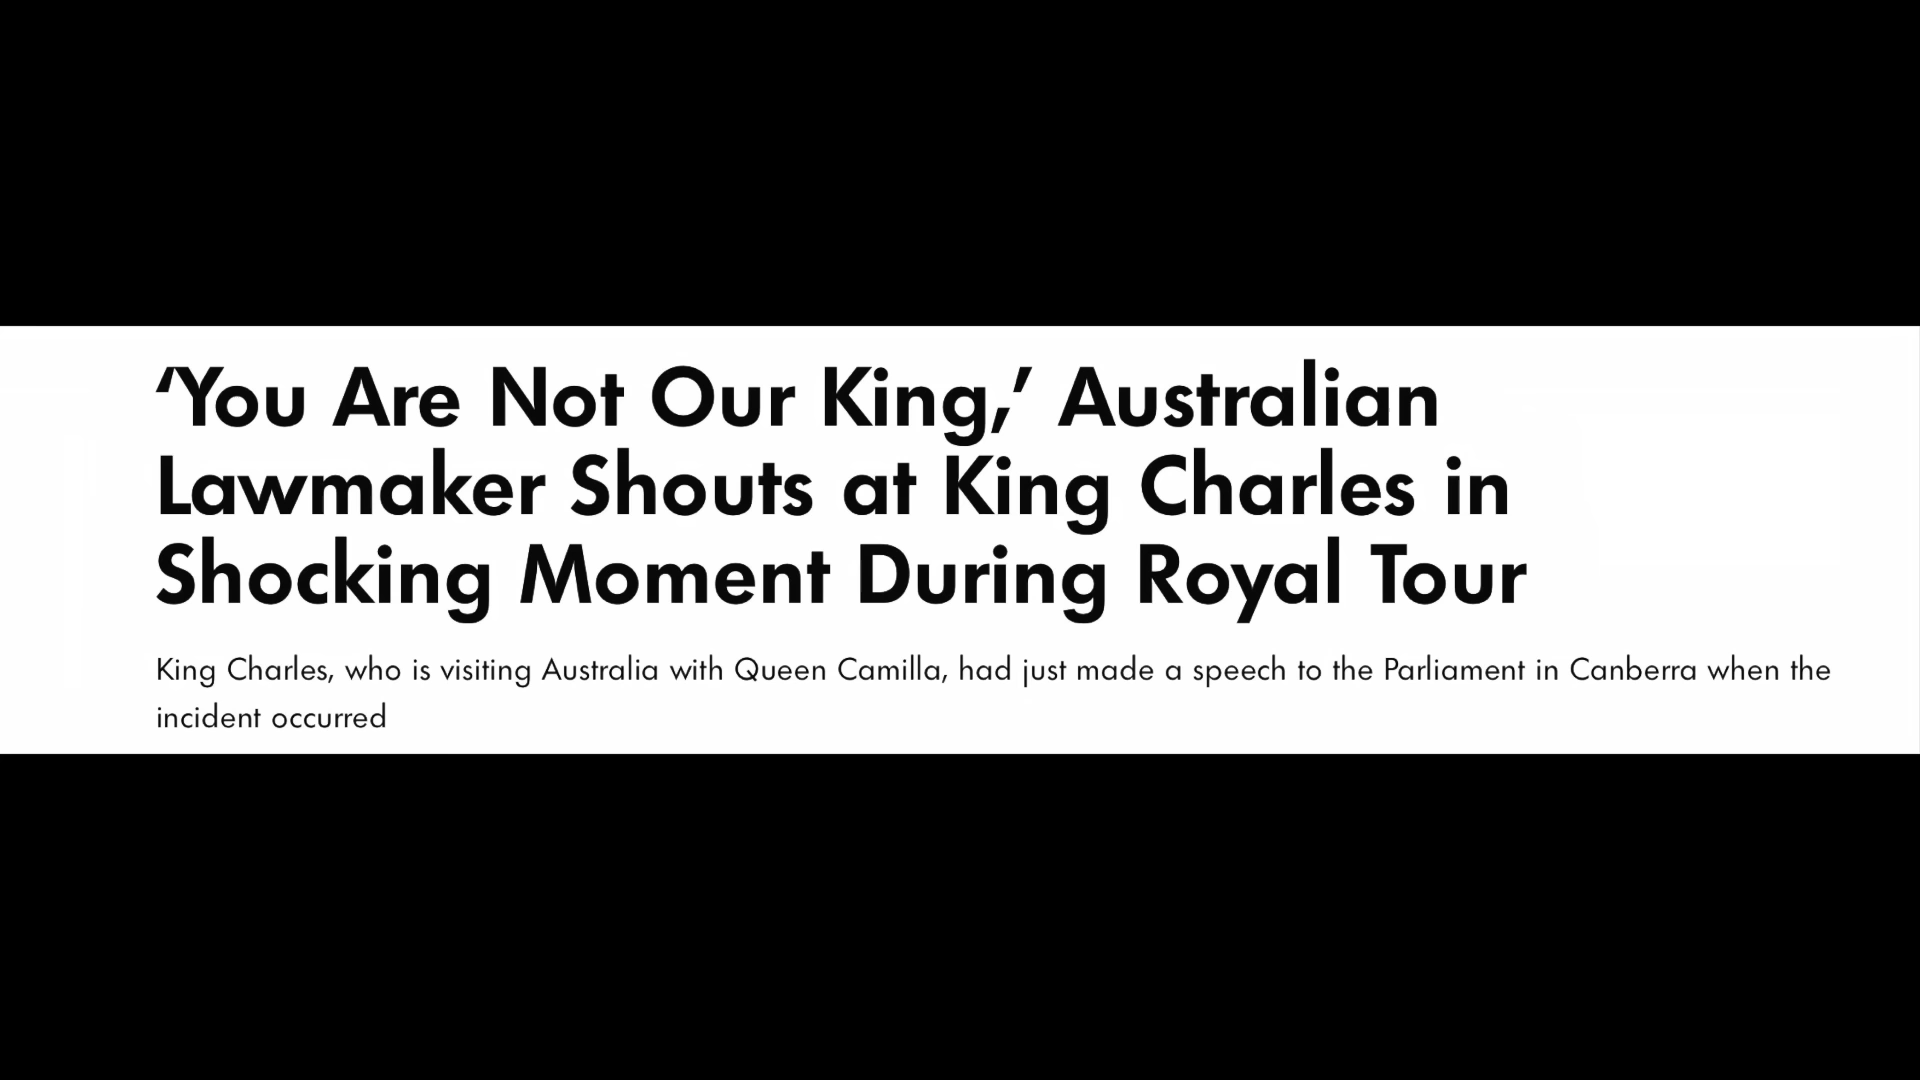 ‘You Are Not Our King,’ Australian
Lawmaker Shouts at King Charles in
Shocking Moment During Royal Tour
King Charles, who is visiting Australia with Queen Camilla, had just made a speech to the Parliament in Canberra when the
incident occurred